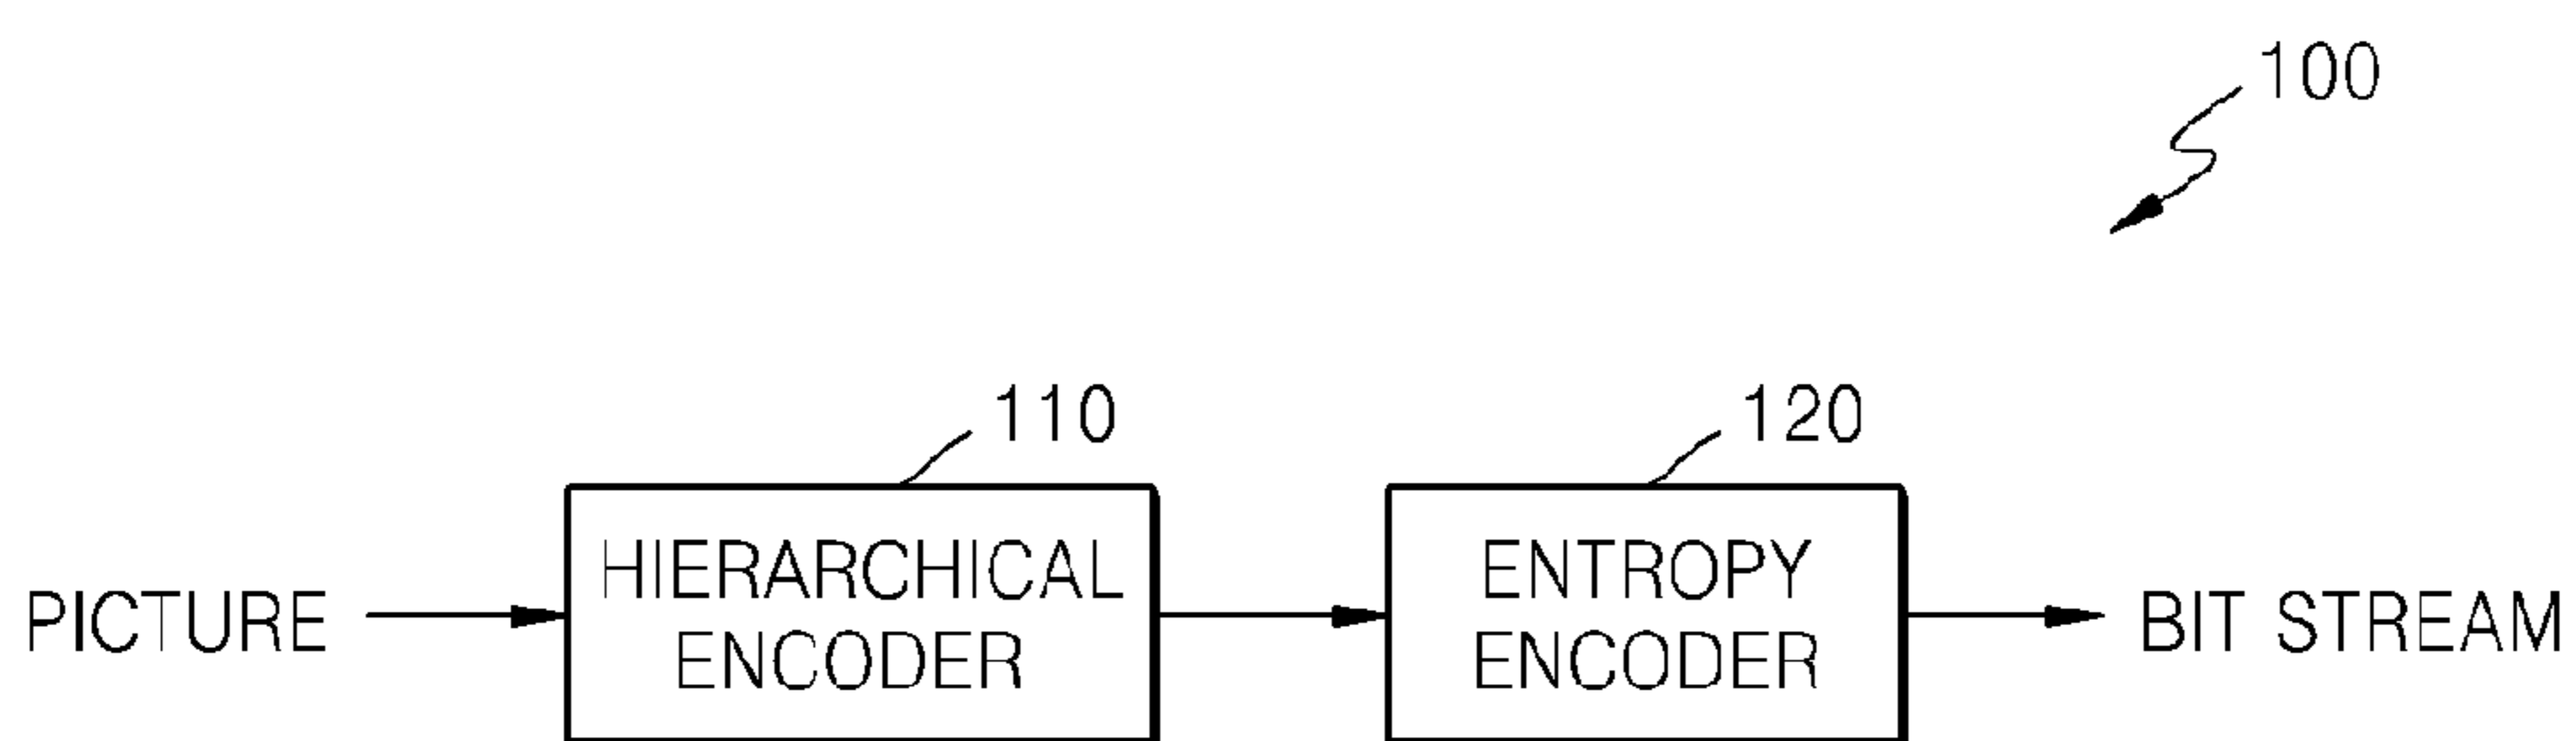 100
110
120
PICTURE
HIERARCHICAL
ENCODER
ENTROPY
ENCODER
BIT STREAM